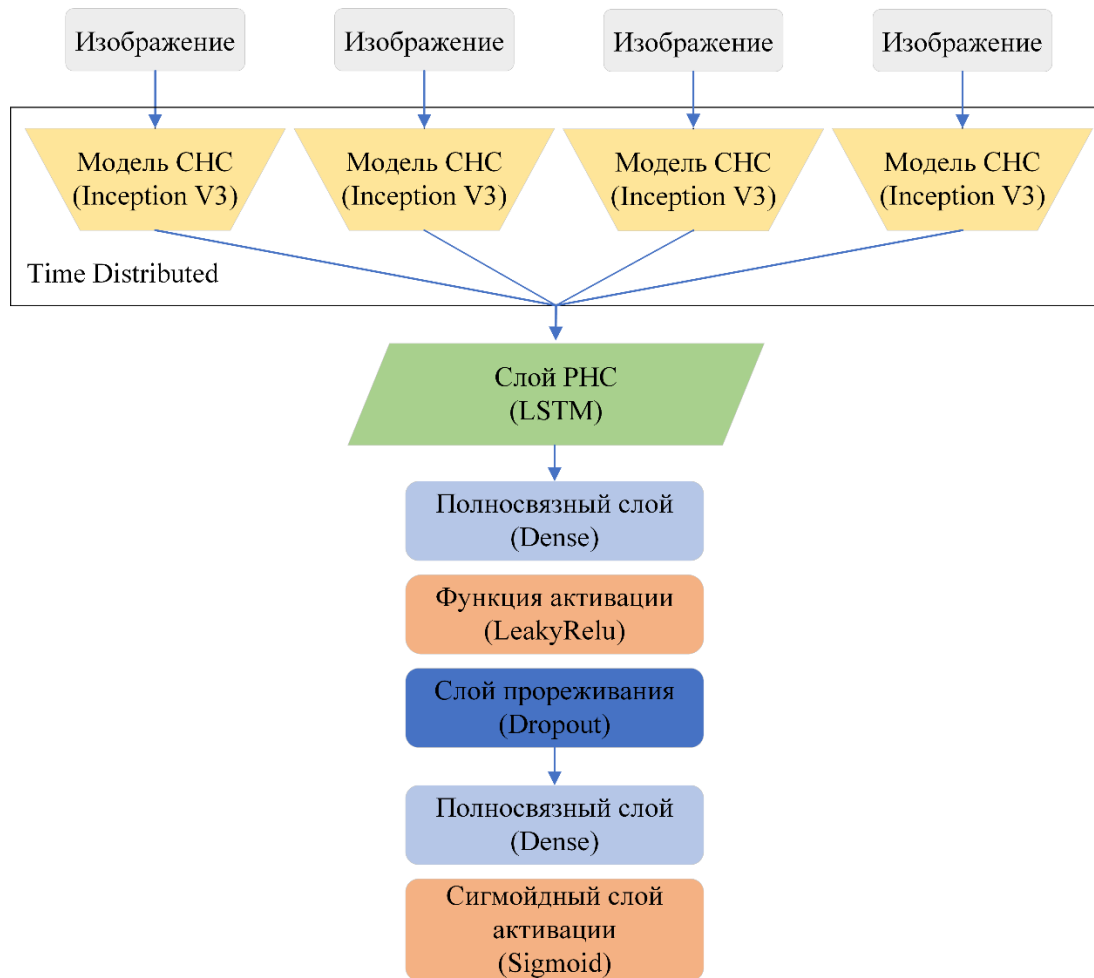 Изображение
Изображение
Изображение
Изображение
Модель СНС
(Inception V3)
Модель СНС
(Inception V3)
Модель СНС
(Inception V3)
Модель СНС
(Inception V3)
Time Distributed
Слой РНС
(LSTM)
Полносвязный слой
(Dense)
Функция активации
(LeakyRelu)
Слой прореживания
(Dropout)
Полносвязный слой
(Dense)
Сигмойдный слой
активации
(Sigmoid)